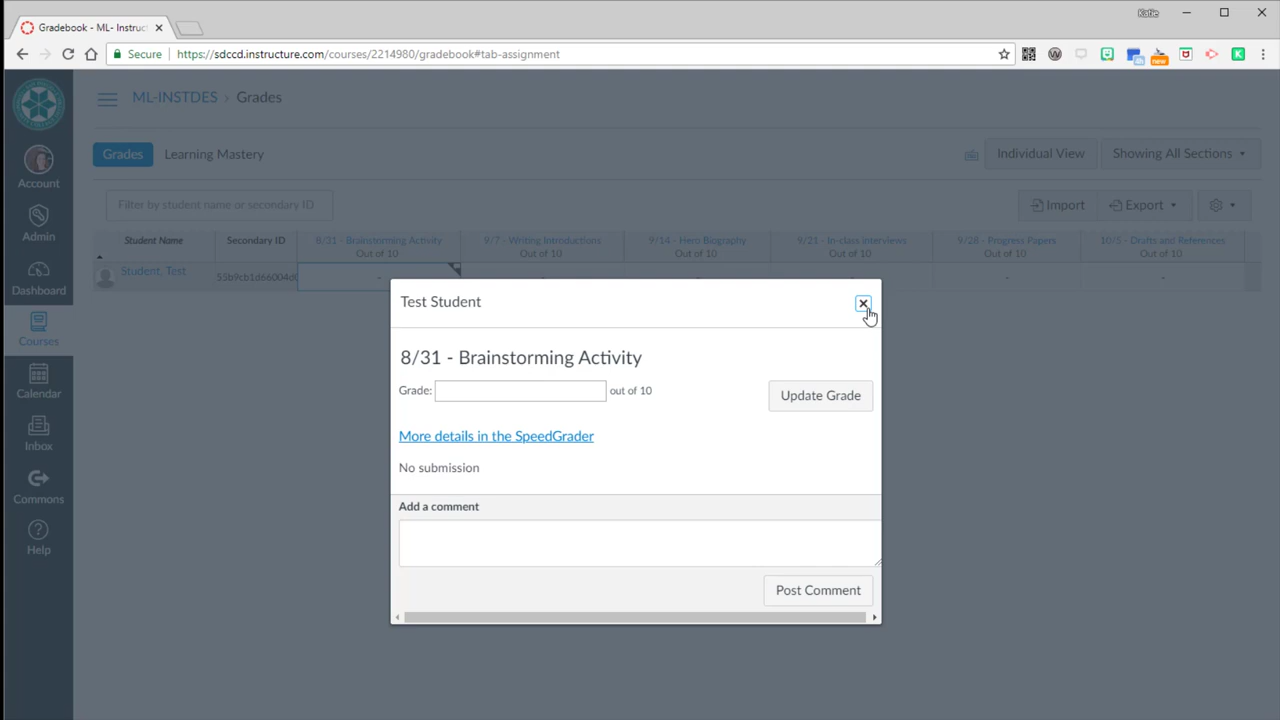 Katie
Gradebook - ML- Instruc
Secure
https://sdccd.instructure.com/courses/2214980/gradebook#tab-assignment
4h
new
ML-INSTDES › Grades
Account
Admin
Dashboard
Courses
Calendar
Inbox
Commons
Help
Grades
Learning Mastery
Individual View
Showing All Sections
Filter by student name or secondary ID
Import
Export
Student Name
Secondary ID
8/31 - Brainstorming Activity
Out of 10
9/7 - Writing Introductions
Out of 10
9/14 - Hero Biography
Out of 10
9/21 - In-class interviews
Out of 10
9/28 - Progress Papers
Out of 10
10/5 - Drafts and References
Out of 10
Student, Test
55b9cb1d66004d
-
-
-
Test Student
8/31 - Brainstorming Activity
Grade:
out of 10
Update Grade
More details in the SpeedGrader
No submission
Add a comment
Post Comment